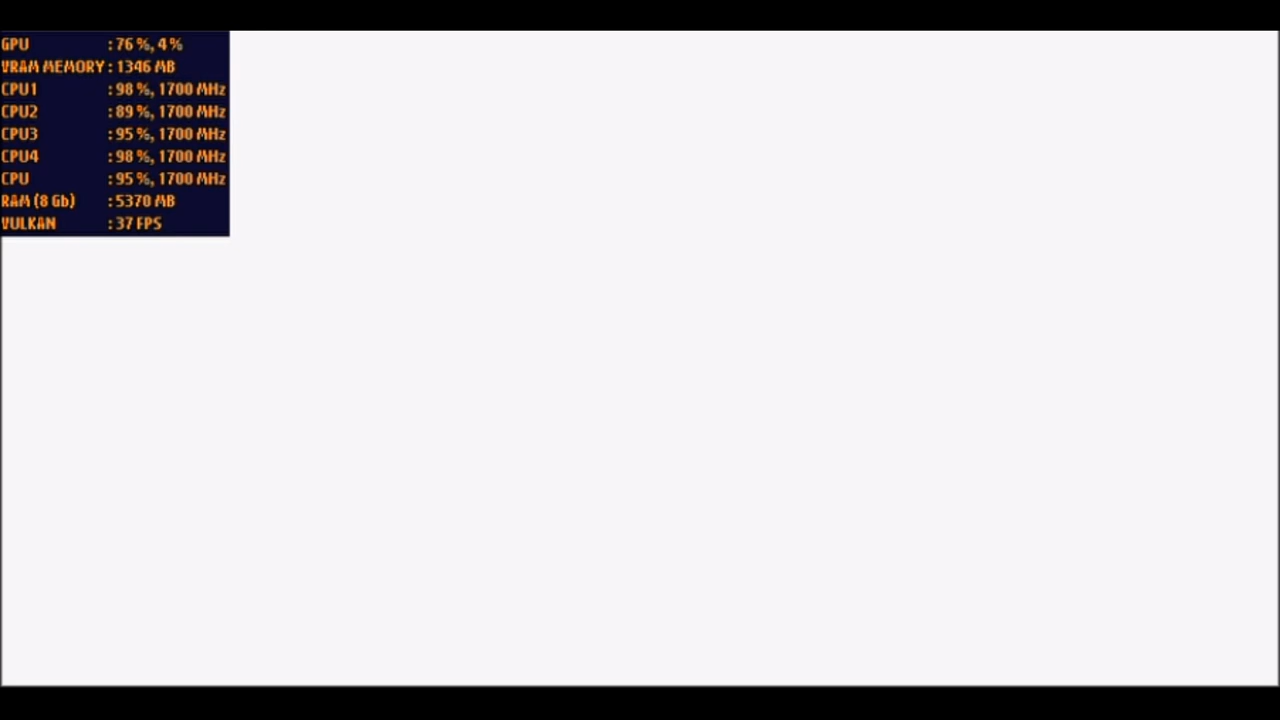 GPU : 76 %, 4 %
VRAM MEMORY : 1346 MB
CPU1 : 98 %, 1700 MHz
CPU2 : 89 %, 1700 MHz
CPU3 : 95 %, 1700 MHz
CPU4 : 98 %, 1700 MHz
CPU : 95 %, 1700 MHz
RAM (8 Gb) : 5370 MB
VULKAN : 37 FPS